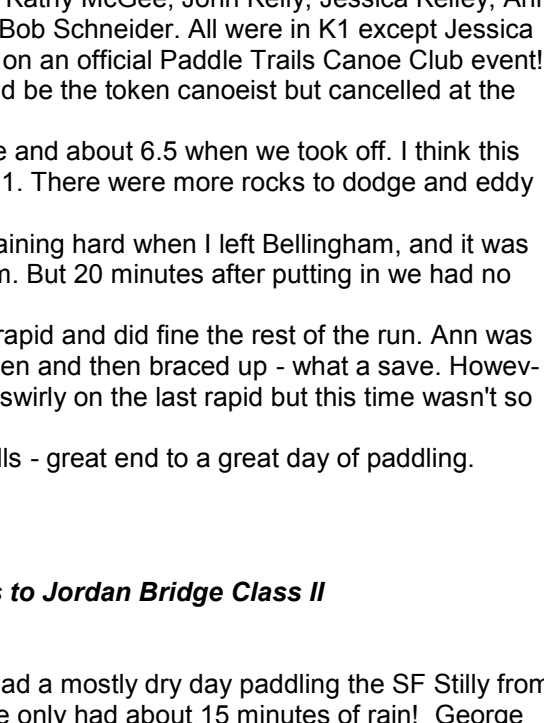 Kathy McGee, John Kelly, Jessica Kelley, Ann
Bob Schneider. All were in K1 except Jessica
on an official Paddle Trails Canoe Club event!
d be the token canoeist but cancelled at the
e and about 6.5 when we took off. I think this
1. There were more rocks to dodge and eddy
aining hard when I left Bellingham, and it was
m. But 20 minutes after putting in we had no
rapid and did fine the rest of the run. Ann was
en and then braced up - what a save. Howev-
swirly on the last rapid but this time wasn't so
lls - great end to a great day of paddling.
s to Jordan Bridge Class II
ad a mostly dry day paddling the SF Stilly from
e only had about 15 minutes of rain! George